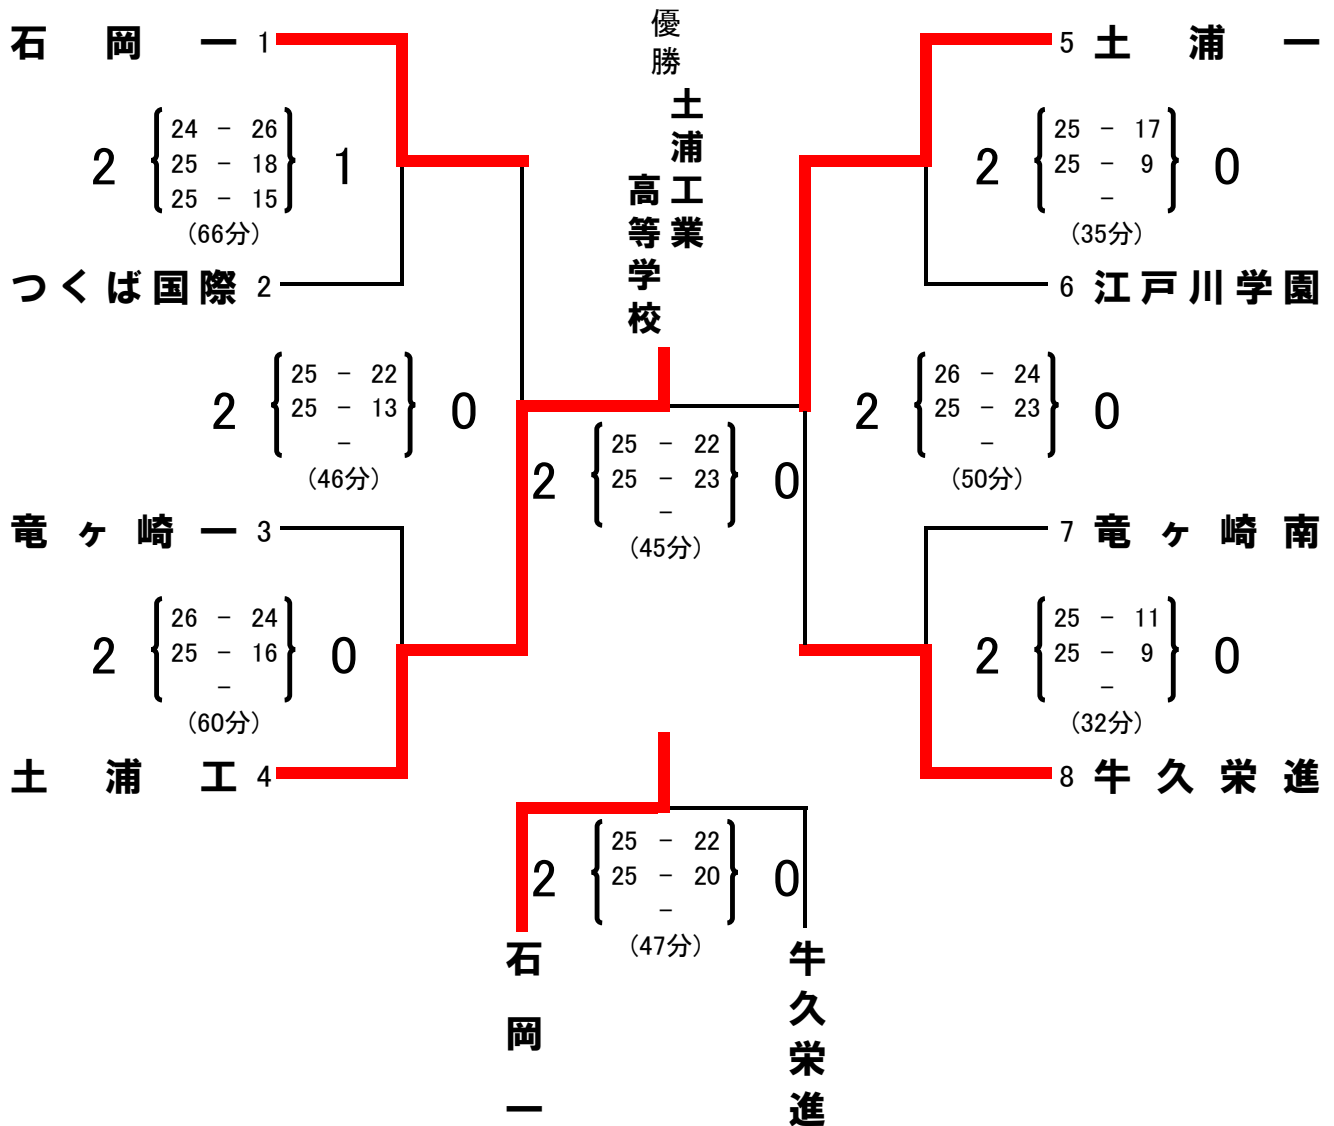 優勝
土浦工業
高等学校
石岡一 1
2 24 - 26 1
25 - 18
25 - 15
(66分)
つくば国際 2
2 25 - 22 0
25 - 13
-
(46分)
竜ヶ崎一 3
2 26 - 24 0
25 - 16
-
(60分)
土浦工 4
5 土浦一
2 25 - 17 0
25 - 9
-
(35分)
6 江戸川学園
2 26 - 24 0
25 - 23
-
(50分)
7 竜ヶ崎南
2 25 - 11 0
25 - 9
-
(32分)
8 牛久栄進
2 25 - 22 0
25 - 23
-
(45分)
2 25 - 22 0
25 - 20
-
(47分)
石岡一
牛久栄進